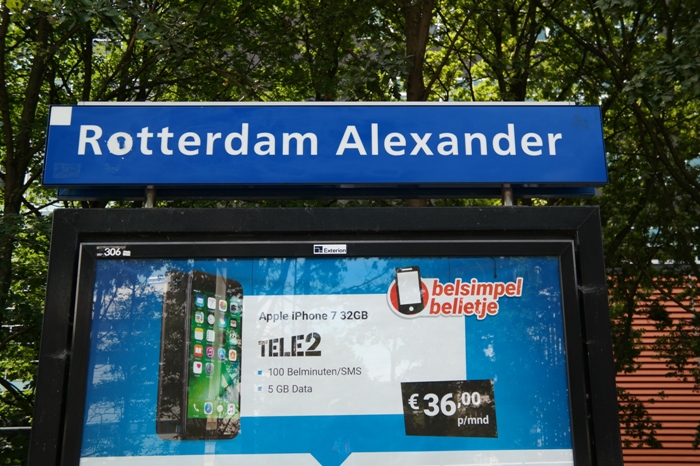 Rotterdam Alexander
306
Exterion
belsimpel
belietje
Apple iPhone 7 32GB
TELE2
100 Belminuten/SMS
5 GB Data
€ 36,00
p/mnd